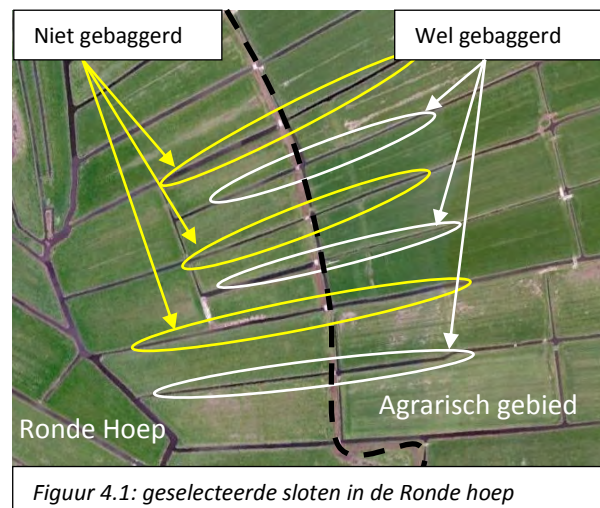 Niet gebaggerd
Wel gebaggerd
Ronde Hoep
Agrarisch gebied
Figuur 4.1: geselecteerde sloten in de Ronde hoep